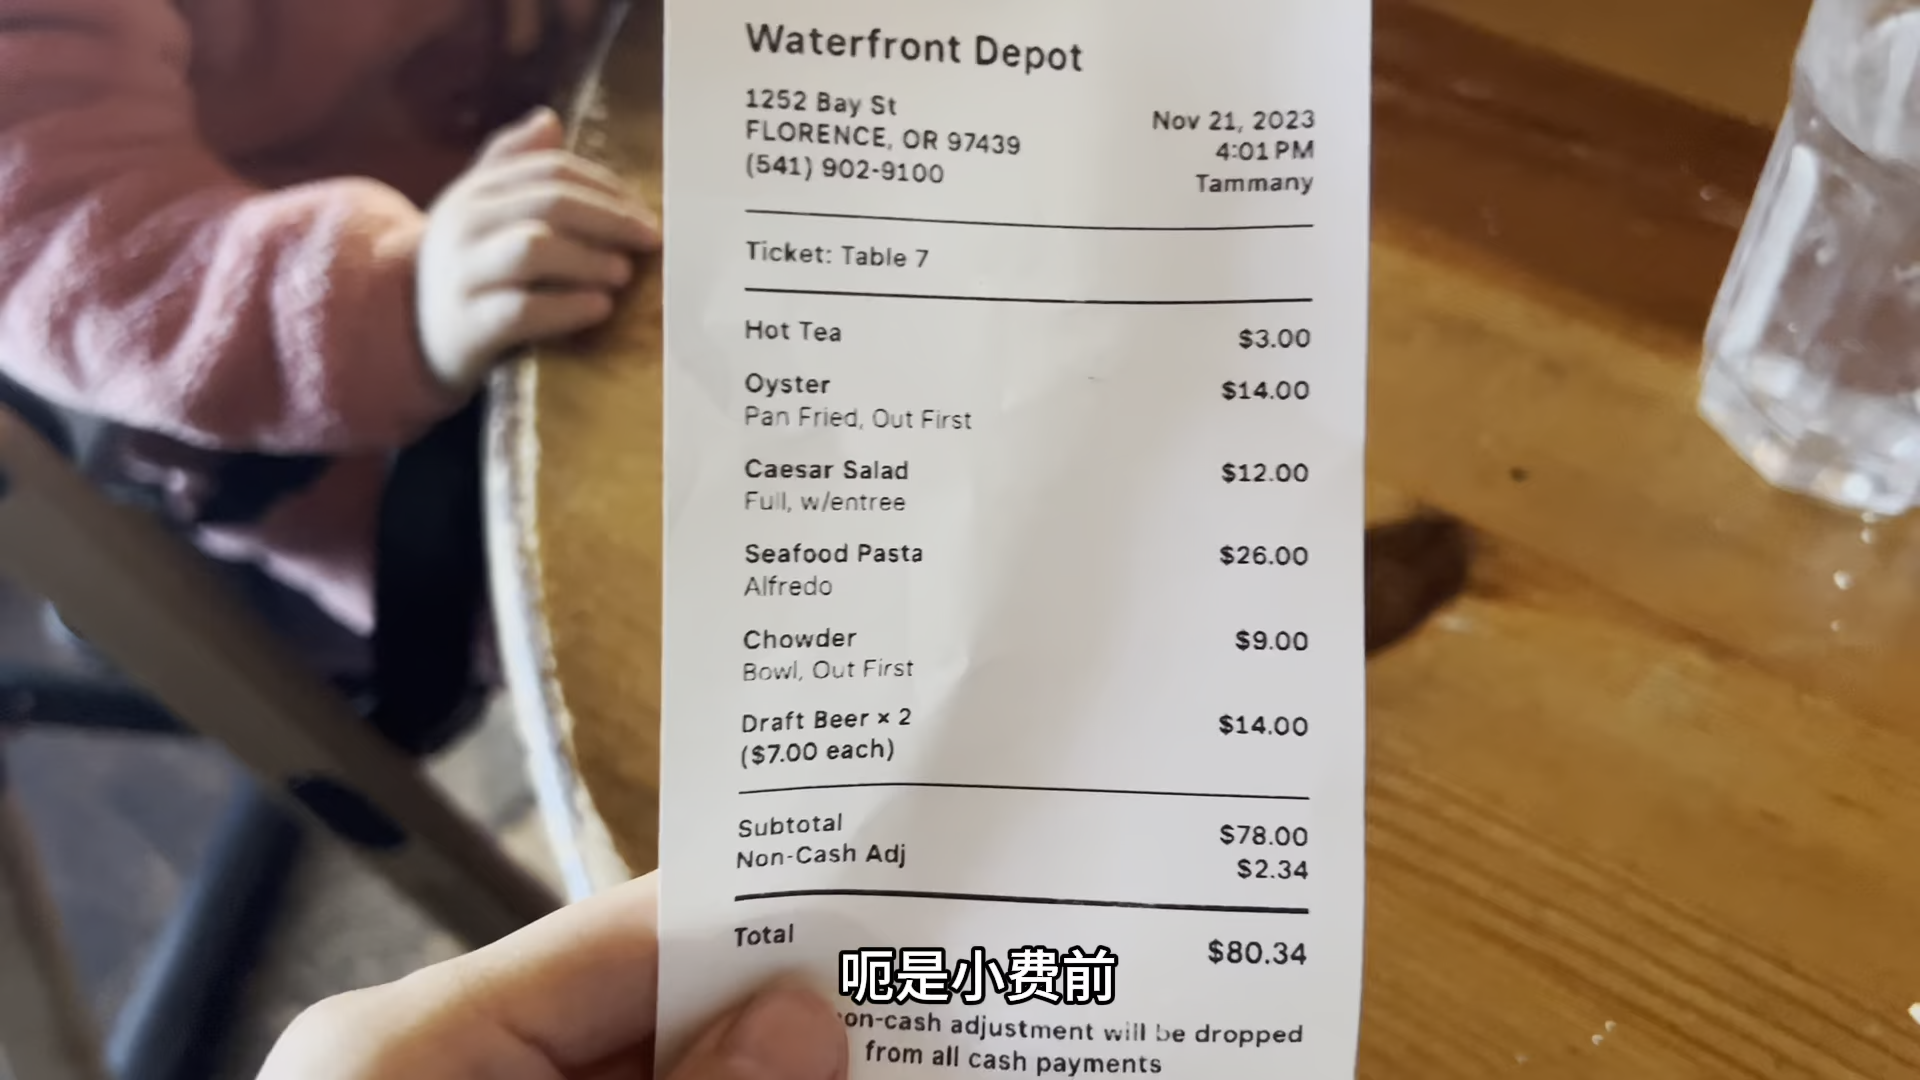 Waterfront Depot
1252 Bay St
FLORENCE, OR 97439
(541) 902-9100
Nov 21, 2023
4:01 PM
Tammany
Ticket: Table 7
Hot Tea $3.00
Oyster $14.00
Pan Fried, Out First
Caesar Salad $12.00
Full, w/entree
Seafood Pasta $26.00
Alfredo
Chowder $9.00
Bowl, Out First
Draft Beer × 2 $14.00
($7.00 each)
Subtotal $78.00
Non-Cash Adj $2.34
Total $80.34
呃是小费前
on-cash adjustment will be dropped
from all cash payments